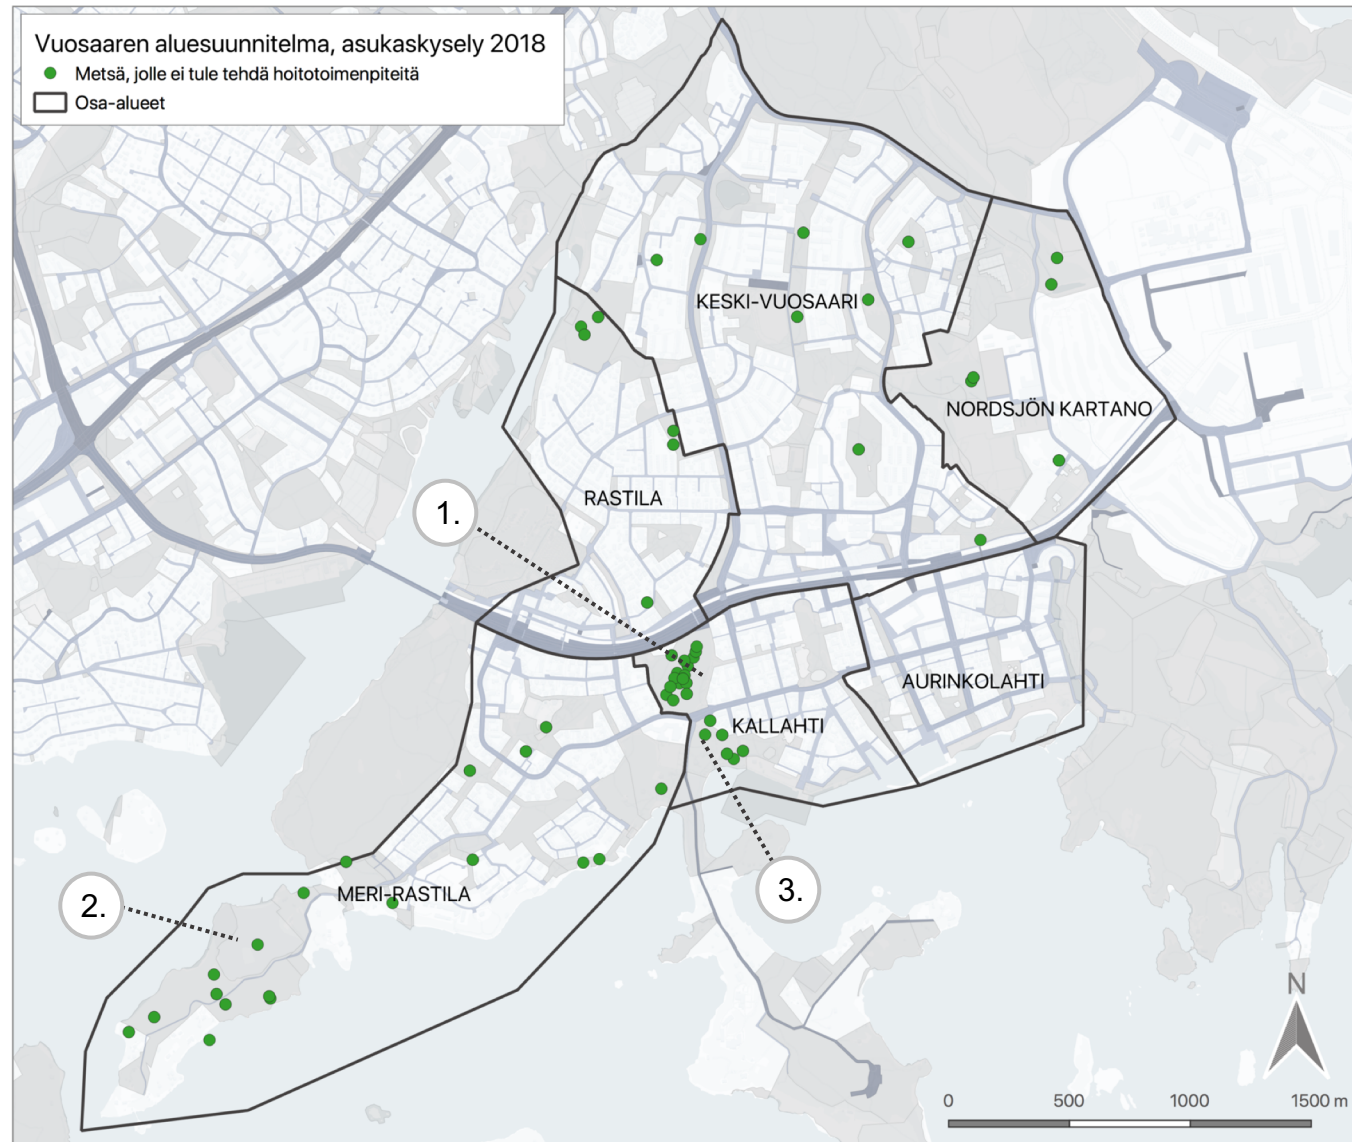 Vuosaaren aluesuunnitelma, asukaskysely 2018
Metsä, jolle ei tule tehdä hoitotoimenpiteitä
Osa-alueet
KESKI-VUOSAARI
NORDSJÖN KARTANO
RASTILA
1.
AURINKOLAHTI
KALLAHTI
3.
MERI-RASTILA
2.
N
0 500 1000 1500 m